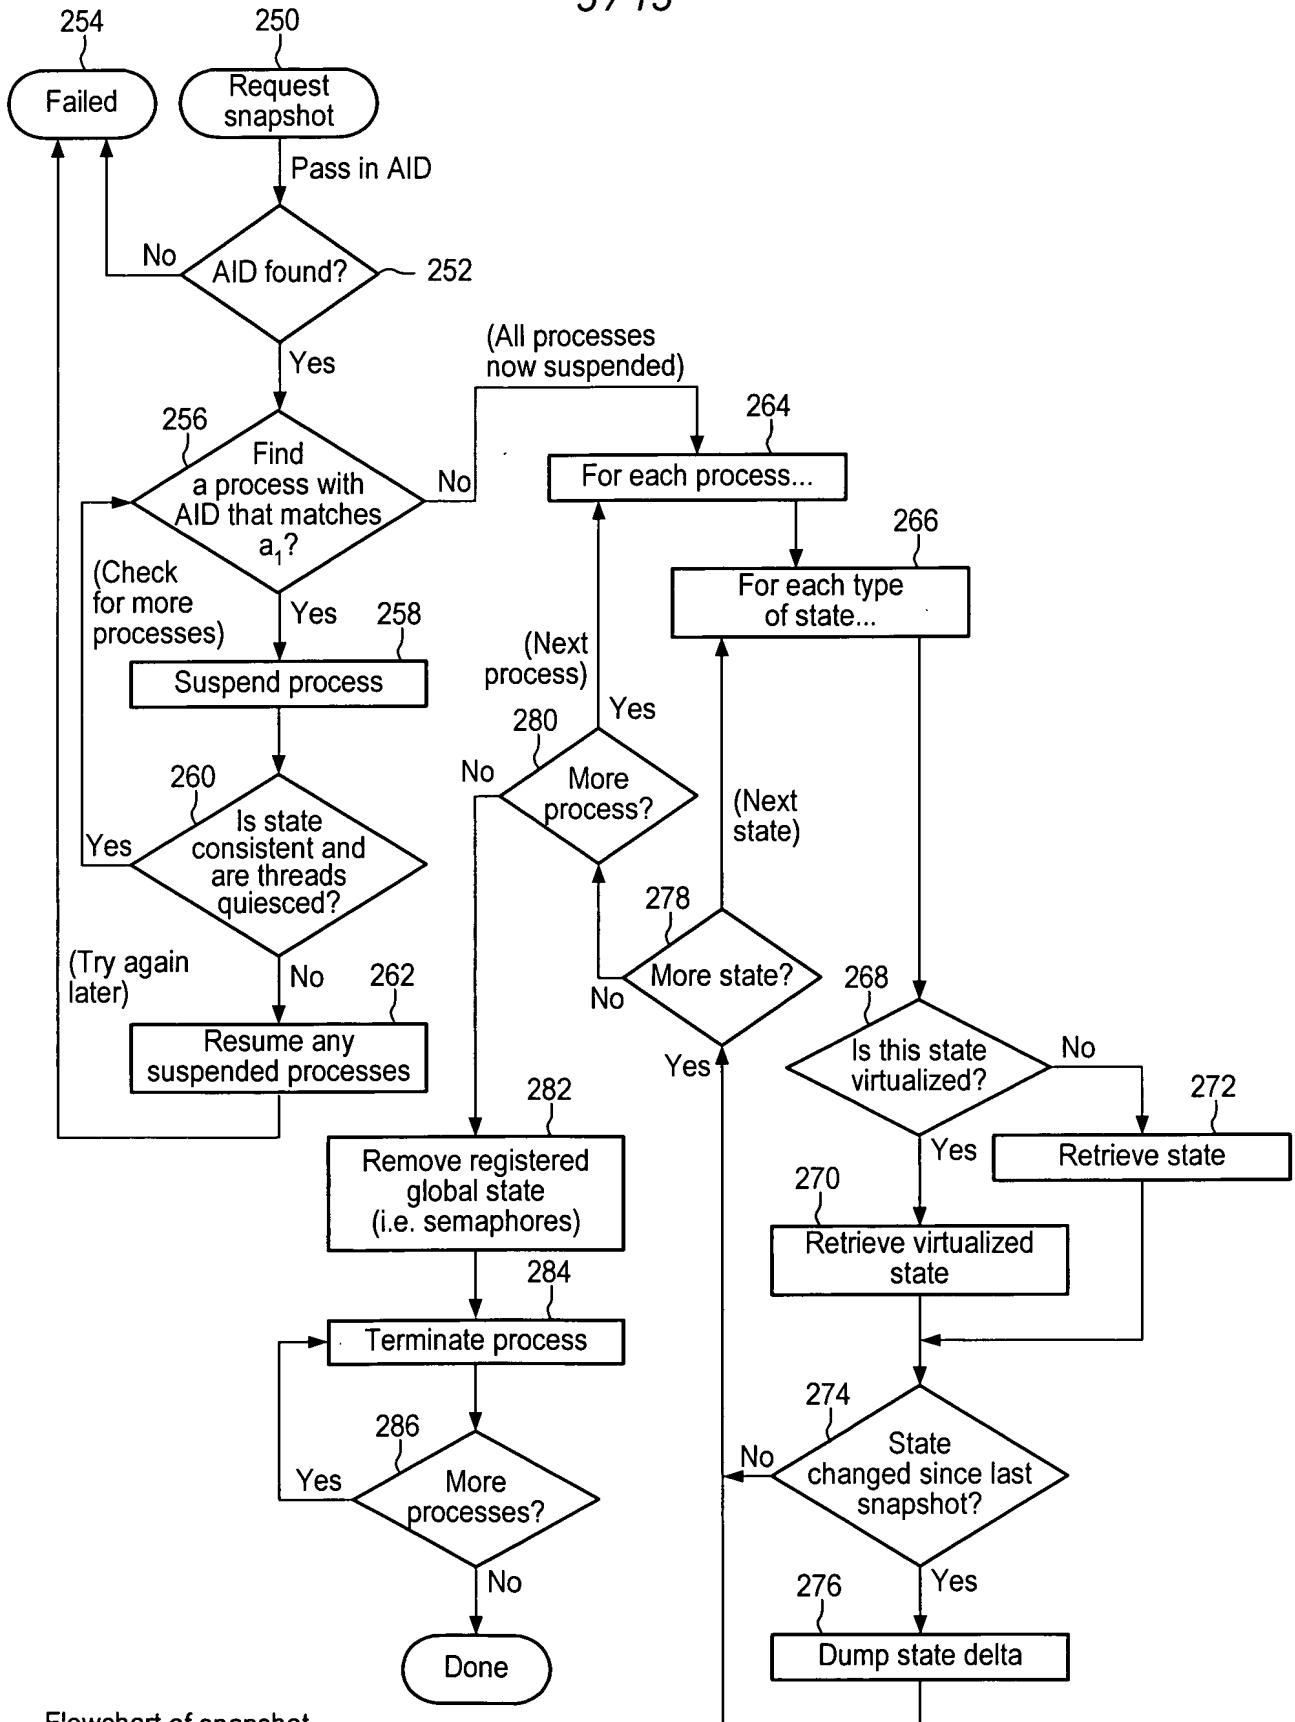 254
250
Failed
Request
snapshot
Pass in AID
No
AID found?
252
Yes
(All processes
now suspended)
256
Find
a process with
AID that matches
a1?
No
264
For each process...
266
For each type
of state...
(Check
for more
processes)
Yes
258
Suspend process
(Next
process)
Yes
280
No
More
process?
(Next
state)
260
Is state
consistent and
are threads
quiesced?
Yes
278
More state?
No
Yes
(Try again
later)
No
262
Resume any
suspended processes
268
Is this state
virtualized?
No
272
Retrieve state
Yes
270
Retrieve virtualized
state
282
Remove registered
global state
(i.e. semaphores)
284
Terminate process
286
More
processes?
Yes
No
Done
274
State
changed since last
snapshot?
No
Yes
276
Dump state delta
Flowchart of snapshot